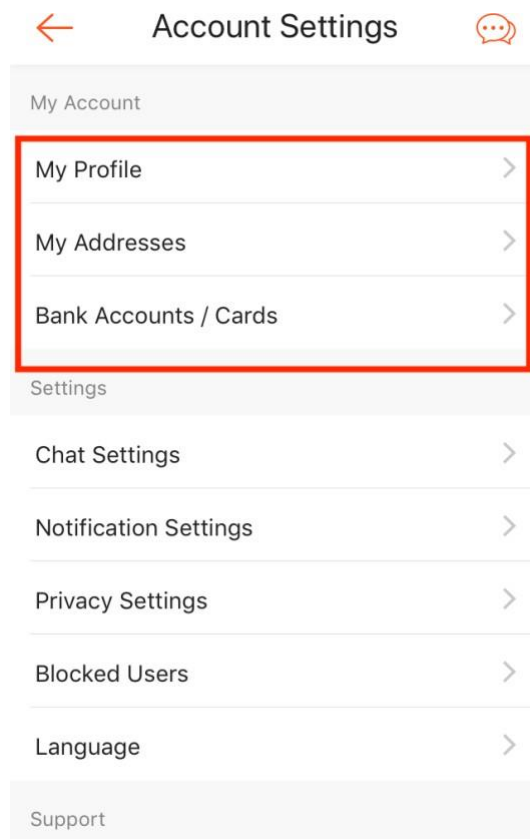 Account Settings
My Account
My Profile
My Addresses
Bank Accounts / Cards
Settings
Chat Settings
Notification Settings
Privacy Settings
Blocked Users
Language
Support